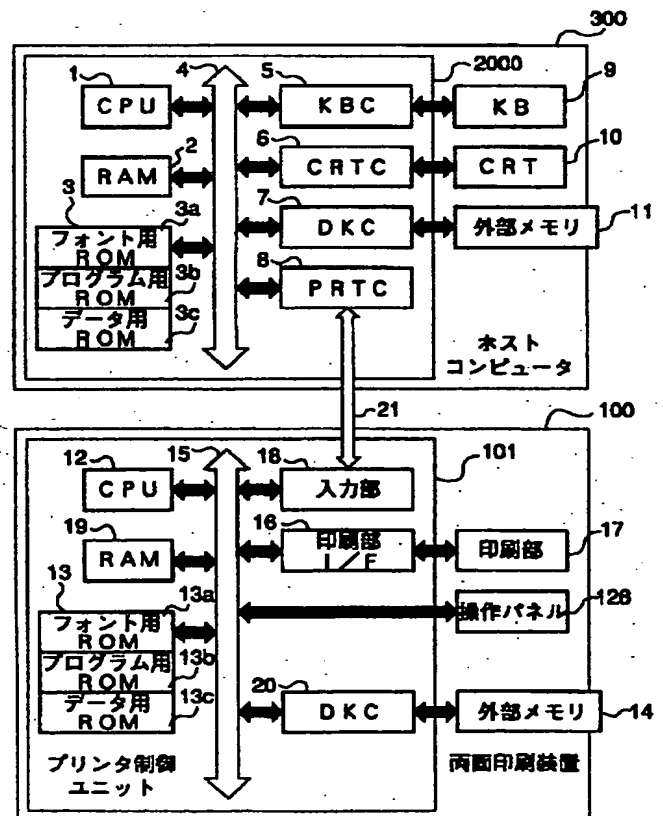 300
1
4
5
2000
9
CPU
KBC
KB
6
10
2
RAM
CRTC
CRT
3
3a
7
11
フォント用
ROM
DKC
外部メモリ
3b
8
プログラム用
ROM
PRTC
3c
データ用
ROM
ホスト
コンピュータ
21
100
12
15
18
101
CPU
入力部
19
16
17
RAM
印刷部
I/F
印刷部
13
13a
128
フォント用
ROM
操作パネル
13b
プログラム用
ROM
13c
20
データ用
ROM
DKC
外部メモリ
14
プリンタ制御
ユニット
両面印刷装置